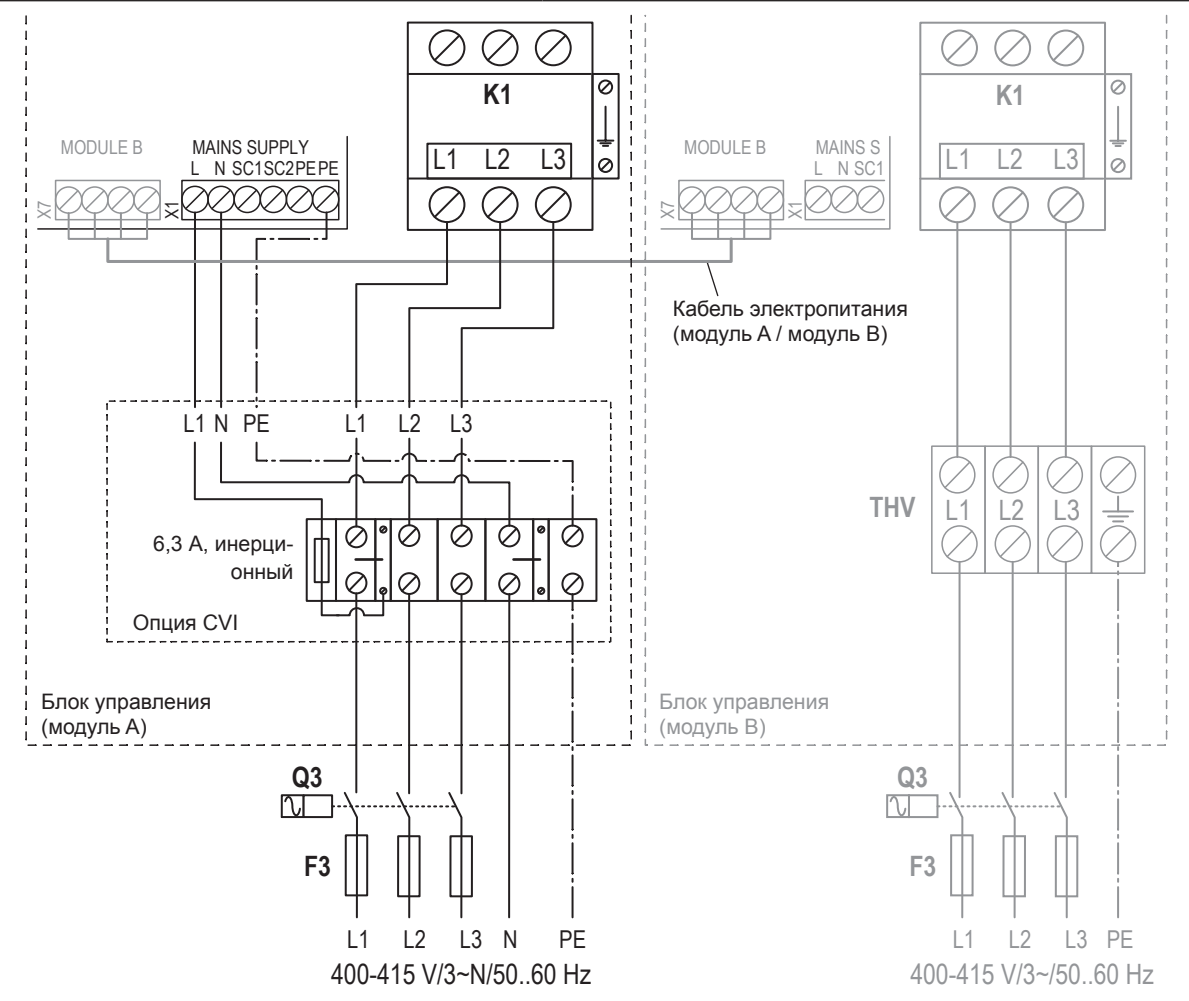 K1
K1
MODULE B
MAINS SUPPLY
L1 L2 L3
MODULE B
MAINS S
L1 L2 L3
L N SC1SC2PEPE
L N SC1
X7
X1
X7
X1
Кабель электропитания
(модуль A / модуль B)
L1 N PE L1 L2 L3
THV
L1 L2 L3
6,3 A, инерци-
онный
Опция CVI
Блок управления
(модуль A)
Блок управления
(модуль B)
Q3
Q3
F3
F3
L1 L2 L3 N PE
L1 L2 L3 PE
400-415 V/3~N/50..60 Hz
400-415 V/3~/50..60 Hz